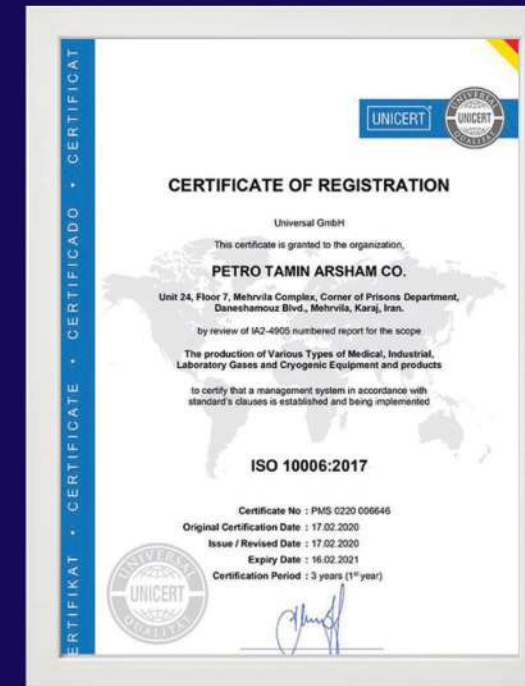 CERTIFICAT
CERTIFICADO
CERTIFICATE
ERTIFIKAT
UNICERT
UNIVERSAL
UNICERT
QUALITÄT
CERTIFICATE OF REGISTRATION
Universal GmbH
This certificate is granted to the organization,
PETRO TAMIN ARSHAM CO.
Unit 24, Floor 7, Mehrvila Complex, Corner of Prisons Department,
Daneshamouz Blvd., Mehrvila, Karaj, Iran.
by review of IA2-4905 numbered report for the scope
The production of Various Types of Medical, Industrial,
Laboratory Gases and Cryogenic Equipment and products
to certify that a management system in accordance with
standard's clauses is established and being implemented
ISO 10006:2017
Certificate No : PMS 0220 006646
Original Certification Date : 17.02.2020
Issue / Revised Date : 17.02.2020
Expiry Date : 16.02.2021
Certification Period : 3 years (1st year)
UNIVERSAL
UNICERT
QUALITÄT